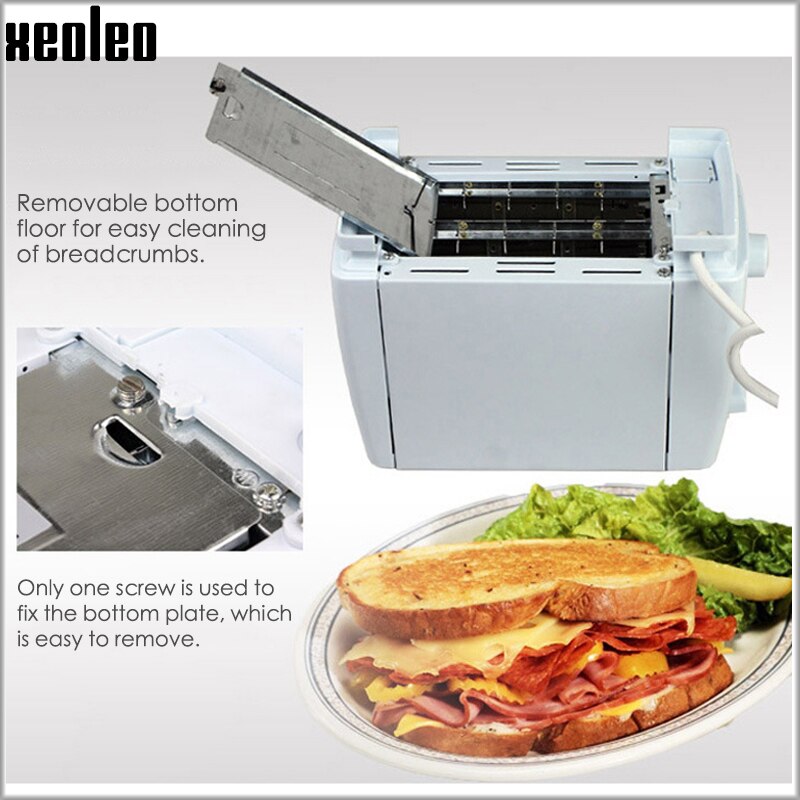 xeoleo
Removable bottom
floor for easy cleaning
of breadcrumbs.
Only one screw is used to
fix the bottom plate, which
is easy to remove.